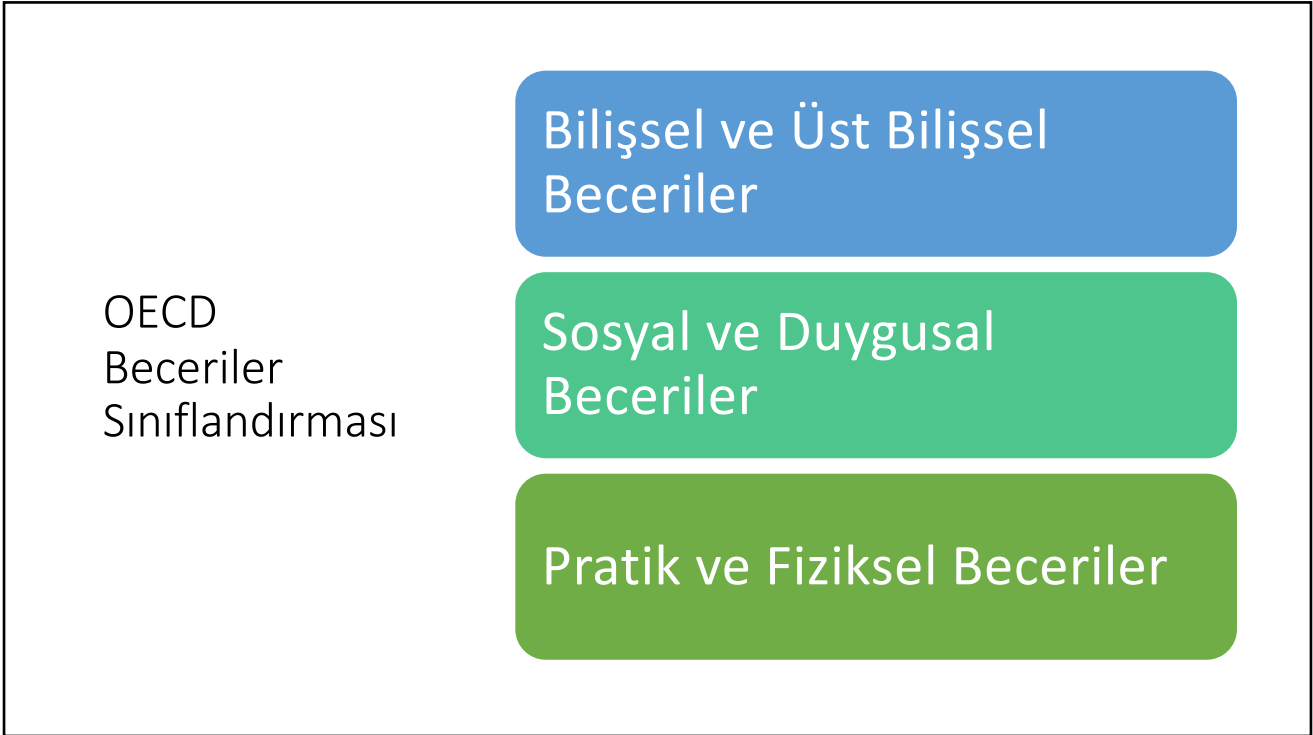 OECD
Beceriler
Sınıflandırması
Bilişsel ve Üst Bilişsel
Beceriler
Sosyal ve Duygusal
Beceriler
Pratik ve Fiziksel Beceriler